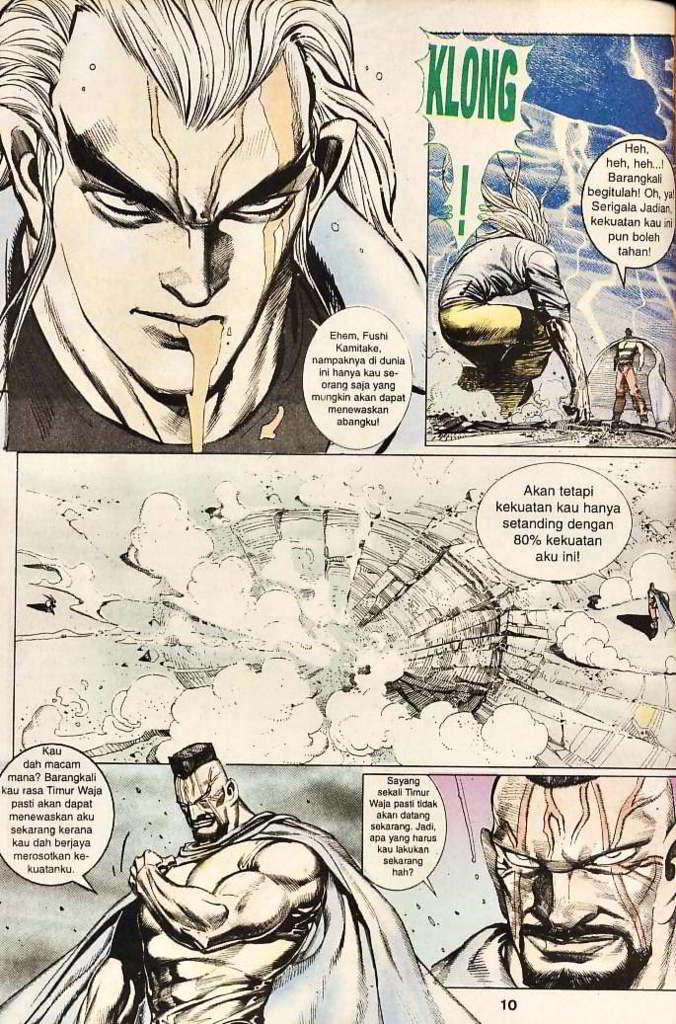 Ehem, Fushi
Kamitake,
nampaknya di dunia
ini hanya kau se-
orang saja yang
mungkin akan dapat
menewaskan
abangku!
KLONG
!
Heh,
heh, heh...!
Barangkali
begitulah! Oh, ya!
Serigala Jadian,
kekuatan kau ini
pun boleh
tahan!
Akan tetapi
kekuatan kau hanya
setanding dengan
80% kekuatan
aku ini!
Kau
dah macam
mana? Barangkali
kau rasa Timur Waja
pasti akan dapat
menewaskan aku
sekarang kerana
kau dah berjaya
merosotkan ke-
kuatanku.
Sayang
sekali Timur
Waja pasti tidak
akan datang
sekarang. Jadi,
apa yang harus
kau lakukan
sekarang
hah?
10